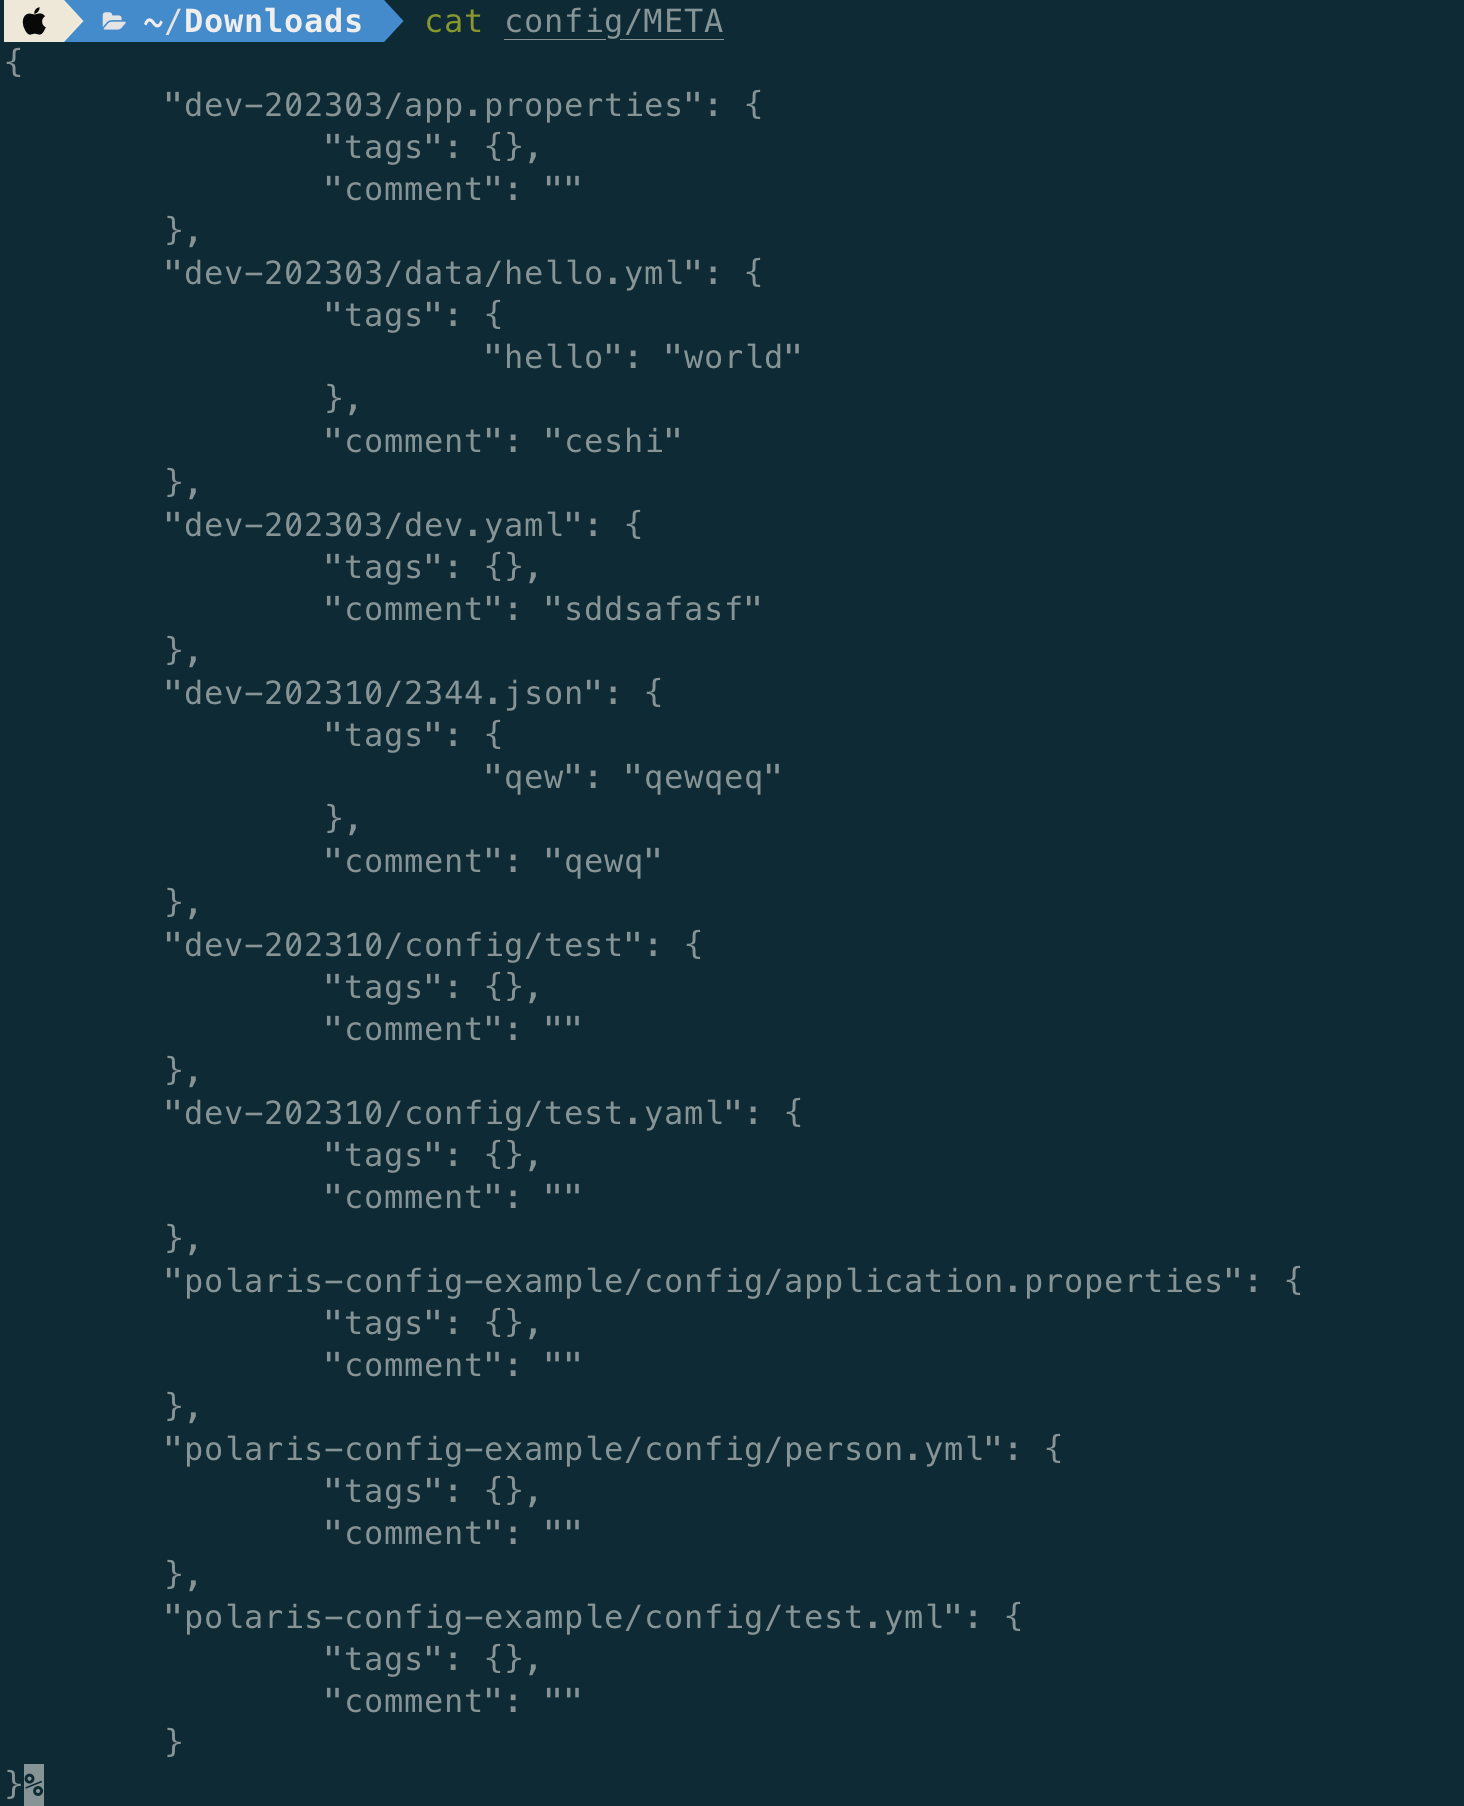 ~/Downloads cat config/META
{
        "dev-202303/app.properties": {
                "tags": {},
                "comment": ""
        },
        "dev-202303/data/hello.yml": {
                "tags": {
                        "hello": "world"
                },
                "comment": "ceshi"
        },
        "dev-202303/dev.yaml": {
                "tags": {},
                "comment": "sddsafasf"
        },
        "dev-202310/2344.json": {
                "tags": {
                        "qew": "qewqeq"
                },
                "comment": "qewq"
        },
        "dev-202310/config/test": {
                "tags": {},
                "comment": ""
        },
        "dev-202310/config/test.yaml": {
                "tags": {},
                "comment": ""
        },
        "polaris-config-example/config/application.properties": {
                "tags": {},
                "comment": ""
        },
        "polaris-config-example/config/person.yml": {
                "tags": {},
                "comment": ""
        },
        "polaris-config-example/config/test.yml": {
                "tags": {},
                "comment": ""
        }
}%